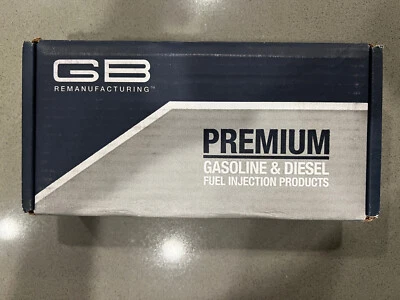 GB
REMANUFACTURING™
PREMIUM
GASOLINE & DIESEL
FUEL INJECTION PRODUCTS